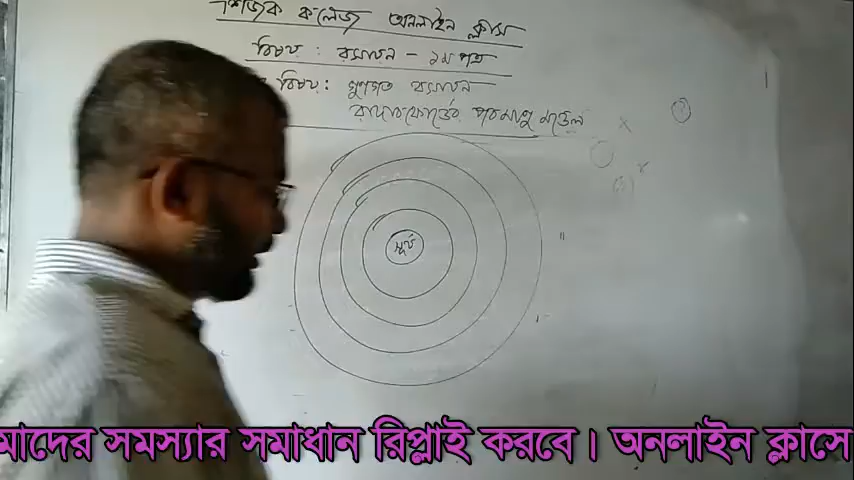 কলেজ অনলাইন ক্লাস
বিষয় : রসায়ন - ১ম পত্র
বিষয় : গুণগত রসায়ন
রাদারফোর্ডের পরমাণু মডেল
সূর্য
মাদের সমস্যার সমাধান রিপ্লাই করবে। অনলাইন ক্লাসে